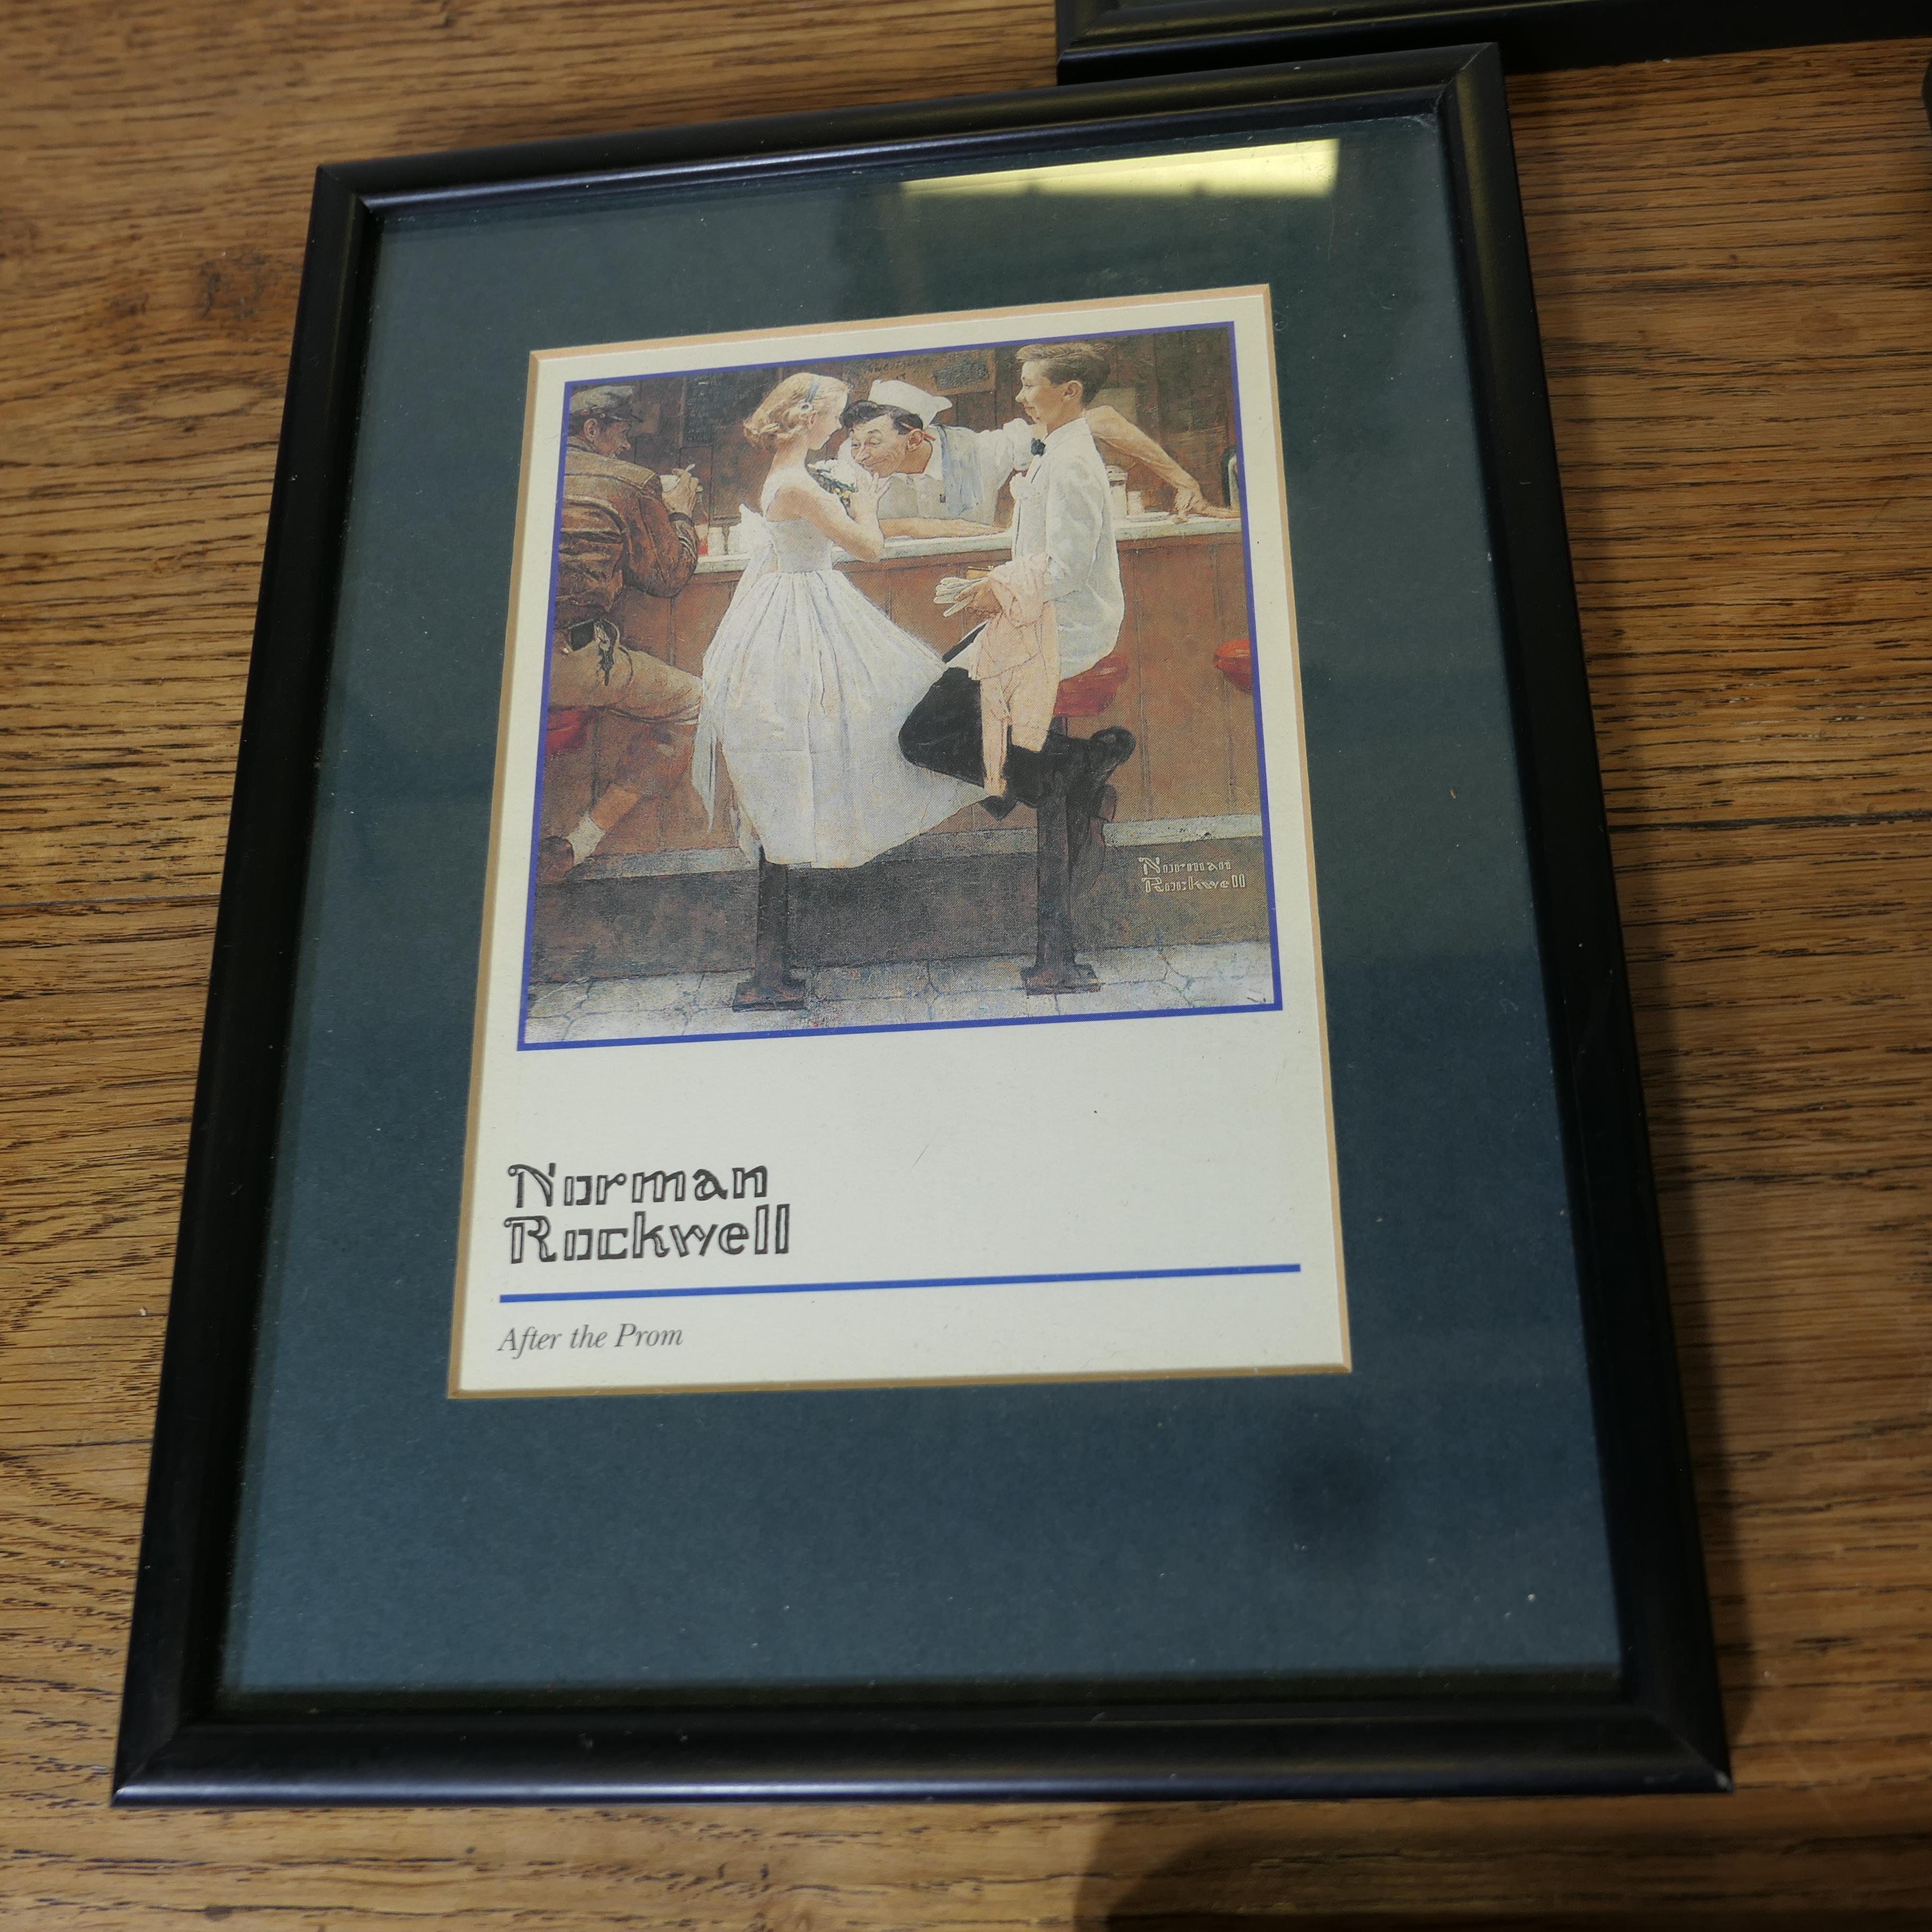 Norman
Rockwell
Norman
Rockwell
After the Prom